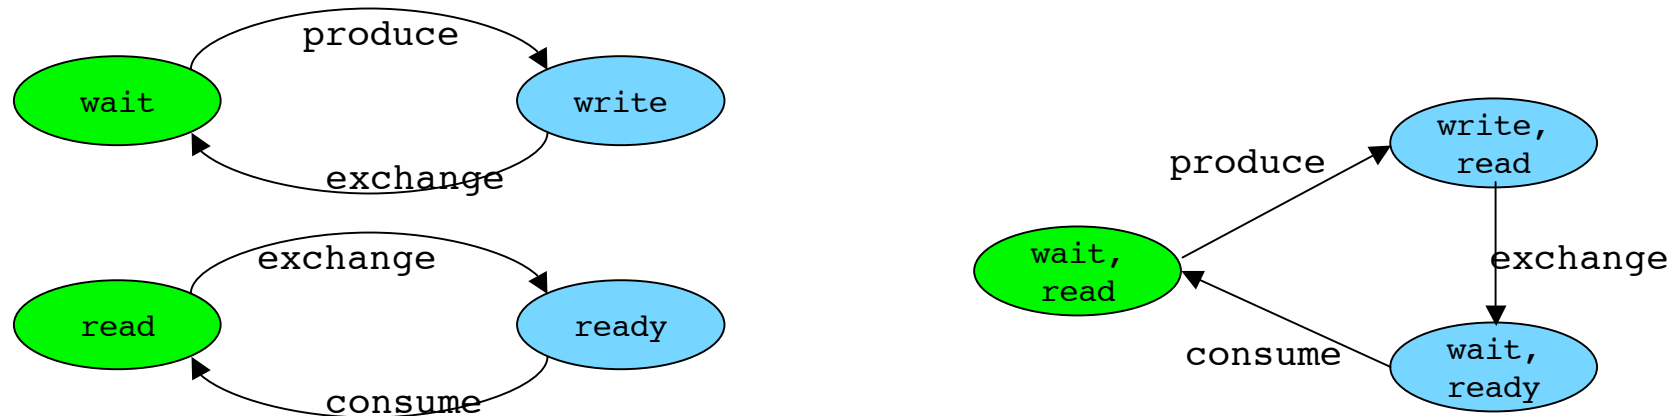 produce
wait
write
exchange
exchange
read
ready
consume
write,
read
produce
wait,
read
exchange
consume
wait,
ready